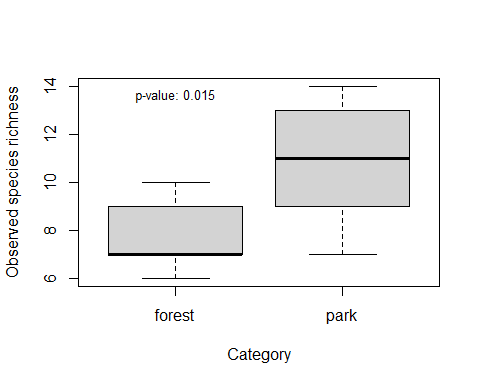 p-value: 0.015
Observed species richness
14
12
10
8
6
forest park
Category